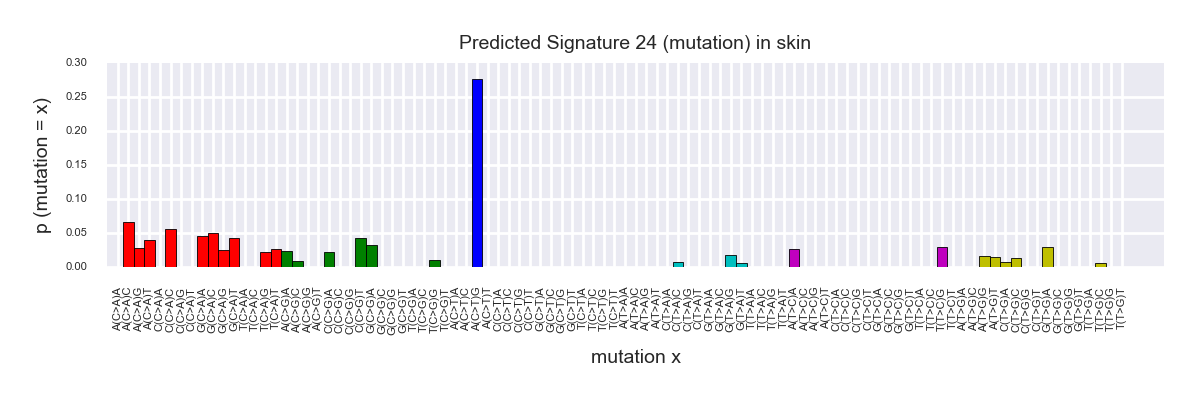 Predicted Signature 24 (mutation) in skin
p (mutation = x)
0.30
0.25
0.20
0.15
0.10
0.05
0.00
A(C>A)A
A(C>A)C
A(C>A)G
A(C>A)T
C(C>A)A
C(C>A)C
C(C>A)G
C(C>A)T
G(C>A)A
G(C>A)C
G(C>A)G
G(C>A)T
T(C>A)A
T(C>A)C
T(C>A)G
T(C>A)T
A(C>G)A
A(C>G)C
A(C>G)G
A(C>G)T
C(C>G)A
C(C>G)C
C(C>G)G
C(C>G)T
G(C>G)A
G(C>G)C
G(C>G)G
G(C>G)T
T(C>G)A
T(C>G)C
T(C>G)G
T(C>G)T
A(C>T)A
A(C>T)C
A(C>T)G
A(C>T)T
C(C>T)A
C(C>T)C
C(C>T)G
C(C>T)T
G(C>T)A
G(C>T)C
G(C>T)G
G(C>T)T
T(C>T)A
T(C>T)C
T(C>T)G
T(C>T)T
A(T>A)A
A(T>A)C
A(T>A)G
A(T>A)T
C(T>A)A
C(T>A)C
C(T>A)G
C(T>A)T
G(T>A)A
G(T>A)C
G(T>A)G
G(T>A)T
T(T>A)A
T(T>A)C
T(T>A)G
T(T>A)T
A(T>C)A
A(T>C)C
A(T>C)G
A(T>C)T
C(T>C)A
C(T>C)C
C(T>C)G
C(T>C)T
G(T>C)A
G(T>C)C
G(T>C)G
G(T>C)T
T(T>C)A
T(T>C)C
T(T>C)G
T(T>C)T
A(T>G)A
A(T>G)C
A(T>G)G
A(T>G)T
C(T>G)A
C(T>G)C
C(T>G)G
C(T>G)T
G(T>G)A
G(T>G)C
G(T>G)G
G(T>G)T
T(T>G)A
T(T>G)C
T(T>G)G
T(T>G)T
mutation x